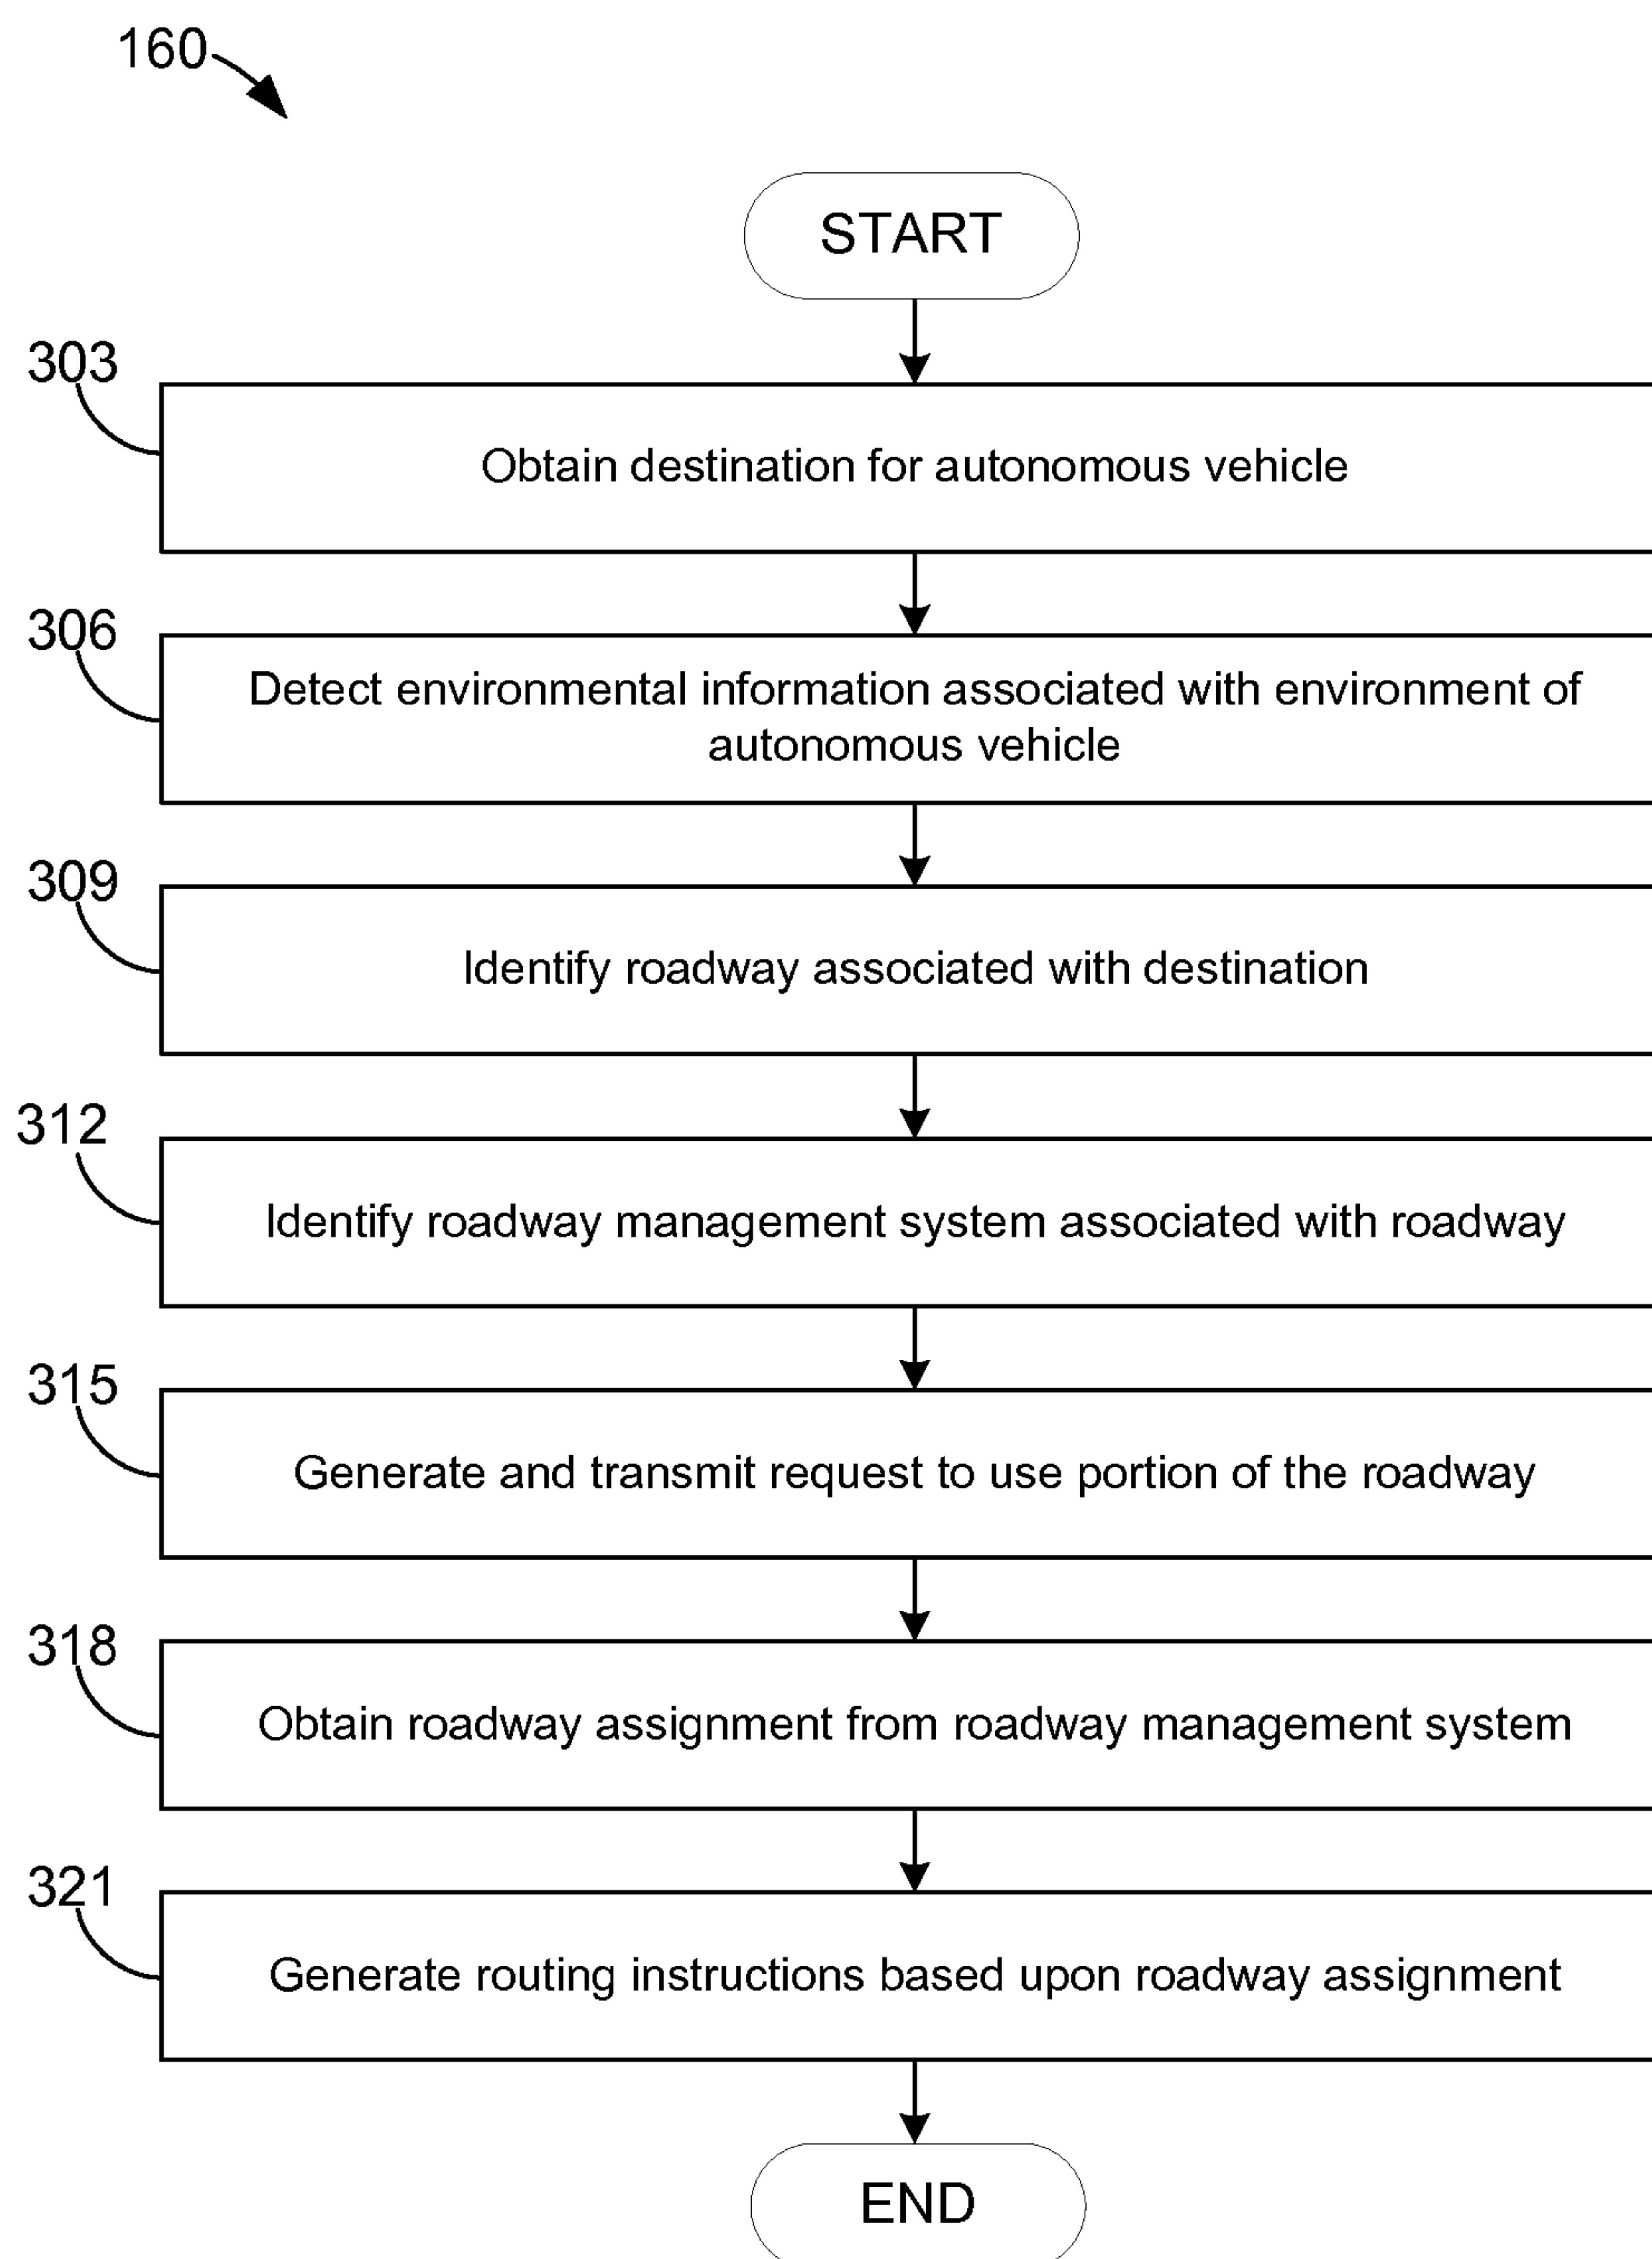 160
START
303
Obtain destination for autonomous vehicle
306
Detect environmental information associated with environment of
autonomous vehicle
309
Identify roadway associated with destination
312
Identify roadway management system associated with roadway
315
Generate and transmit request to use portion of the roadway
318
Obtain roadway assignment from roadway management system
321
Generate routing instructions based upon roadway assignment
END